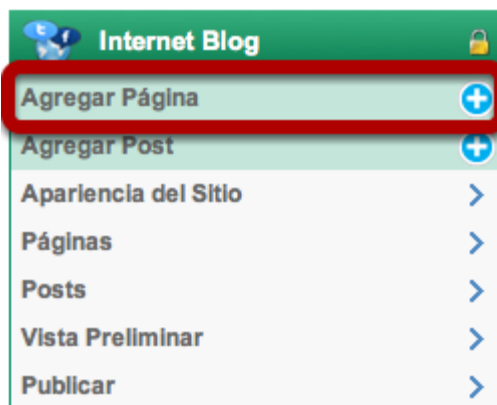 Internet Blog
Agregar Página
Agregar Post
Apariencia del Sitio
Páginas
Posts
Vista Preliminar
Publicar